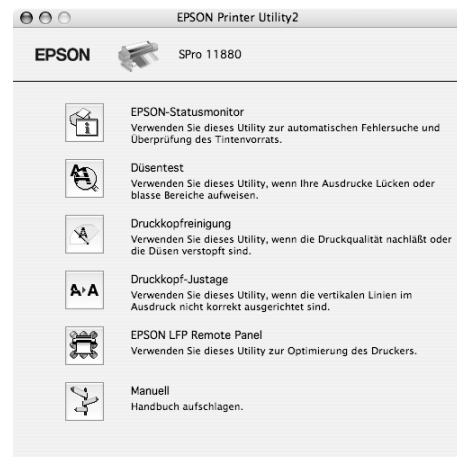 EPSON Printer Utility2
EPSON
SPro 11880
EPSON-Statusmonitor
Verwenden Sie dieses Utility zur automatischen Fehlersuche und
Überprüfung des Tintenvorrats.
Düsentest
Verwenden Sie dieses Utility, wenn Ihre Ausdrucke Lücken oder
blasse Bereiche aufweisen.
Druckkopfreinigung
Verwenden Sie dieses Utility, wenn die Druckqualität nachläßt oder
die Düsen verstopft sind.
A▸A
Druckkopf-Justage
Verwenden Sie dieses Utility, wenn die vertikalen Linien im
Ausdruck nicht korrekt ausgerichtet sind.
EPSON LFP Remote Panel
Verwenden Sie dieses Utility zur Optimierung des Druckers.
Manuell
Handbuch aufschlagen.